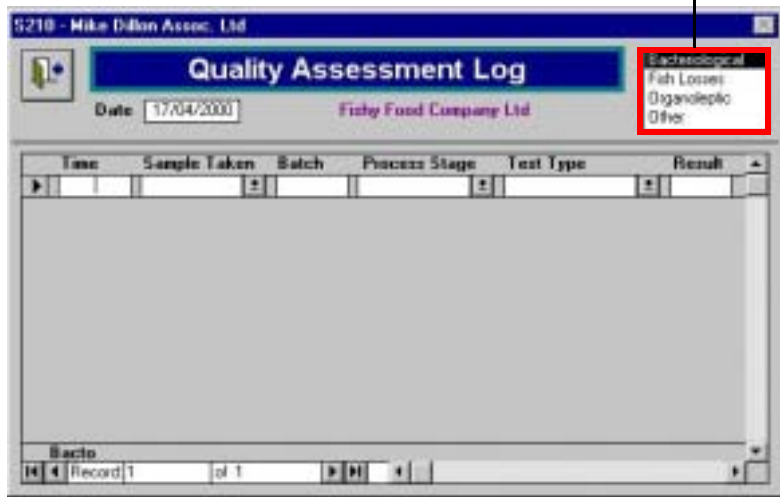 S210 - Mike Dillon Assoc. Ltd
Quality Assessment Log
Bacteriological
Fish Losses
Organoleptic
Other
Date 17/04/2000 Fishy Food Company Ltd
Time Sample Taken Batch Process Stage Test Type Result
Bacto
Record 1 of 1